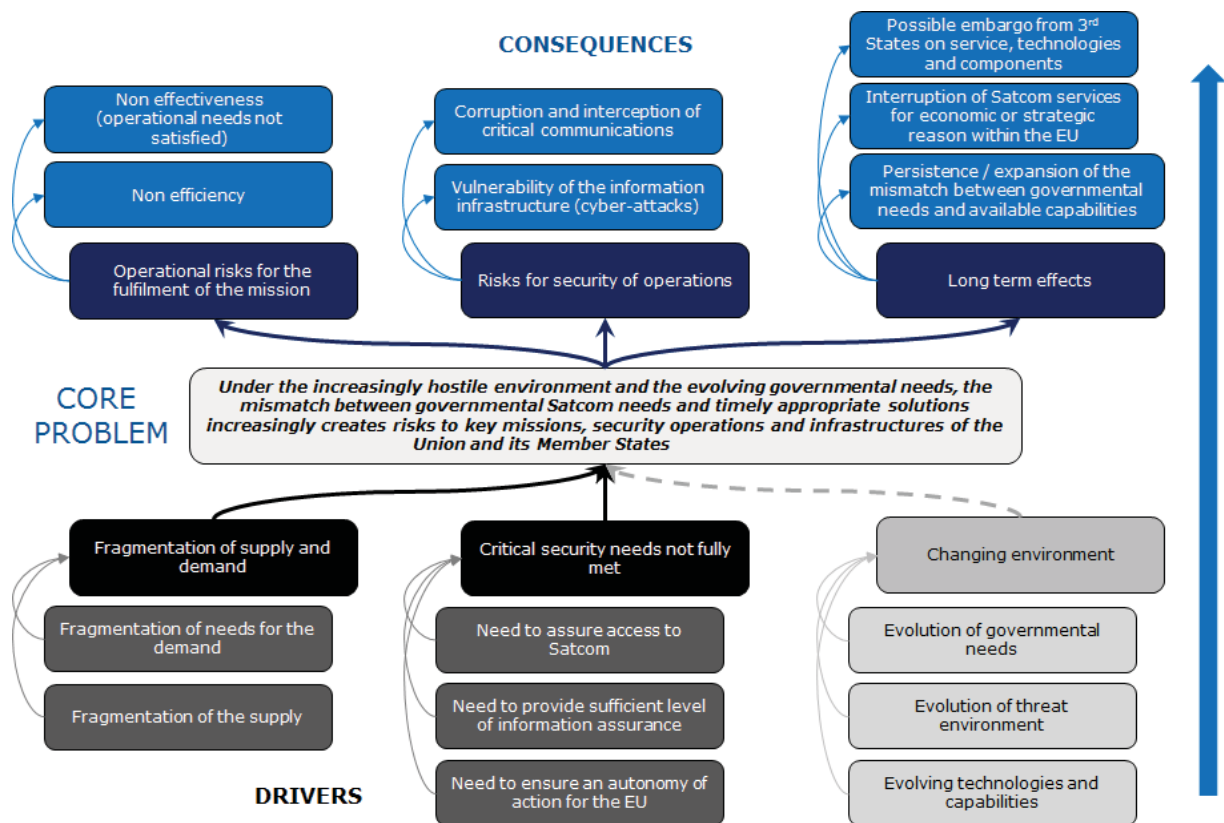 CONSEQUENCES
Possible embargo from 3rd
States on service, technologies
and components
Non effectiveness
(operational needs not
satisfied)
Corruption and interception of
critical communications
Interruption of Satcom services
for economic or strategic
reason within the EU
Non efficiency
Vulnerability of the information
infrastructure (cyber-attacks)
Persistence / expansion of the
mismatch between governmental
needs and available capabilities
Operational risks for the
fulfilment of the mission
Risks for security of operations
Long term effects
CORE
PROBLEM
Under the increasingly hostile environment and the evolving governmental needs, the
mismatch between governmental Satcom needs and timely appropriate solutions
increasingly creates risks to key missions, security operations and infrastructures of the
Union and its Member States
Fragmentation of supply and
demand
Critical security needs not fully
met
Changing environment
Fragmentation of needs for the
demand
Need to assure access to
Satcom
Evolution of governmental
needs
Fragmentation of the supply
Need to provide sufficient level
of information assurance
Evolution of threat
environment
DRIVERS
Need to ensure an autonomy of
action for the EU
Evolving technologies and
capabilities